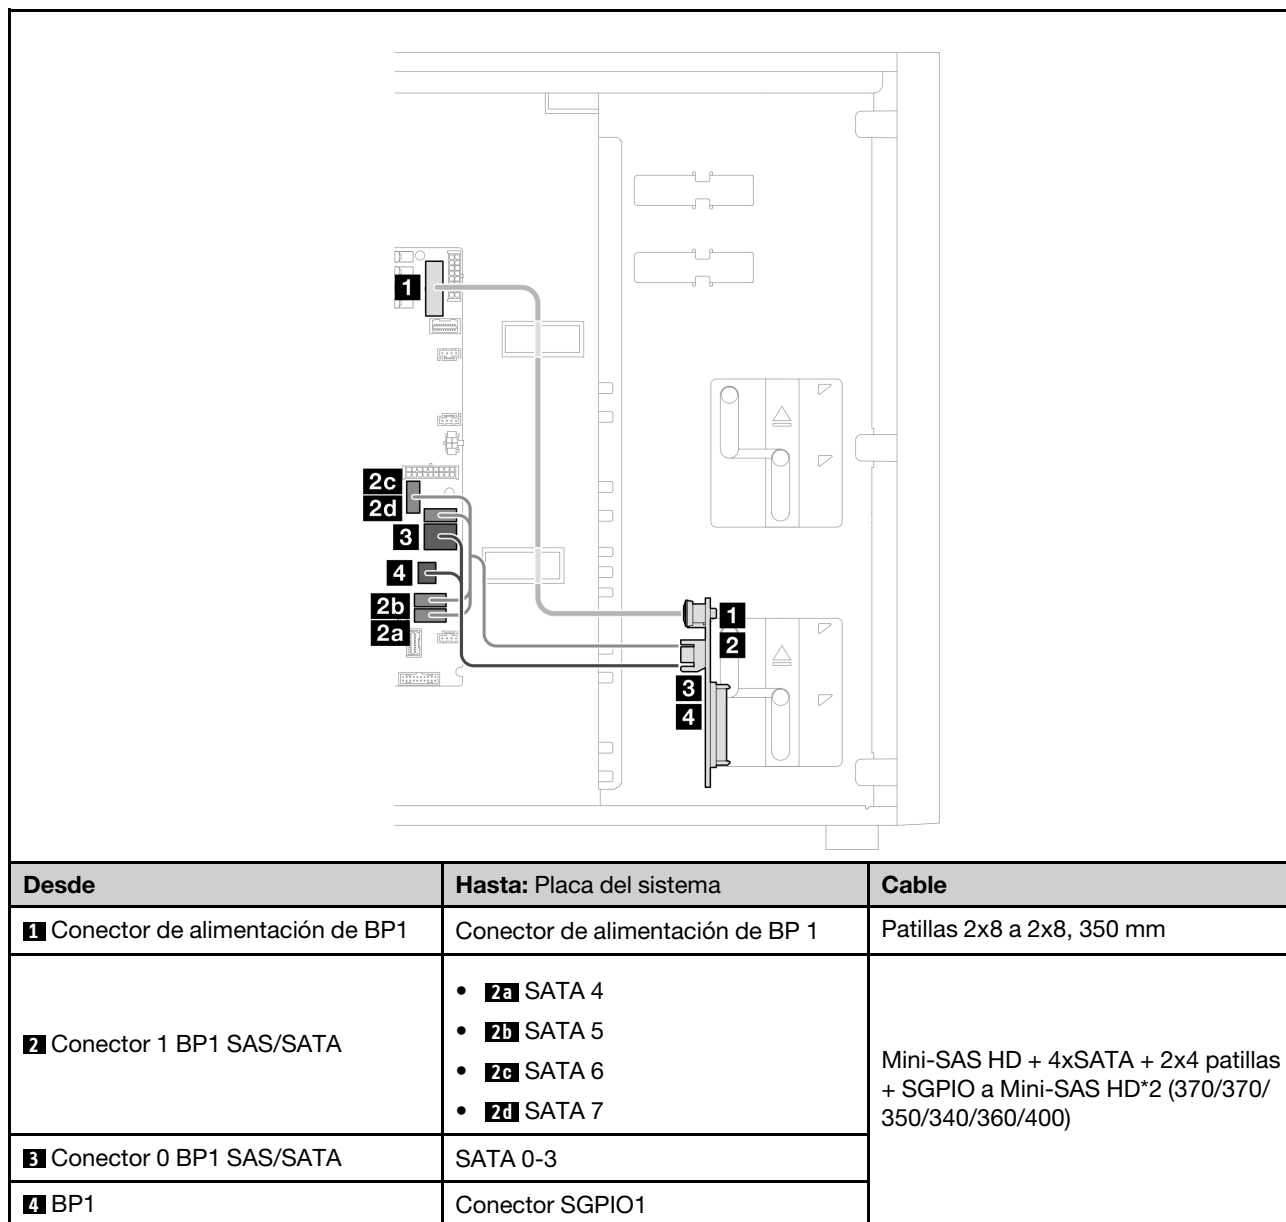 1
2c
2d
3
4
2b
2a
1
2
3
4
Desde
Hasta: Placa del sistema
Cable
1 Conector de alimentación de BP1
Conector de alimentación de BP 1
Patillas 2x8 a 2x8, 350 mm
2 Conector 1 BP1 SAS/SATA
• 2a SATA 4
• 2b SATA 5
• 2c SATA 6
• 2d SATA 7
Mini-SAS HD + 4xSATA + 2x4 patillas
+ SGPIO a Mini-SAS HD*2 (370/370/
350/340/360/400)
3 Conector 0 BP1 SAS/SATA
SATA 0-3
4 BP1
Conector SGPIO1